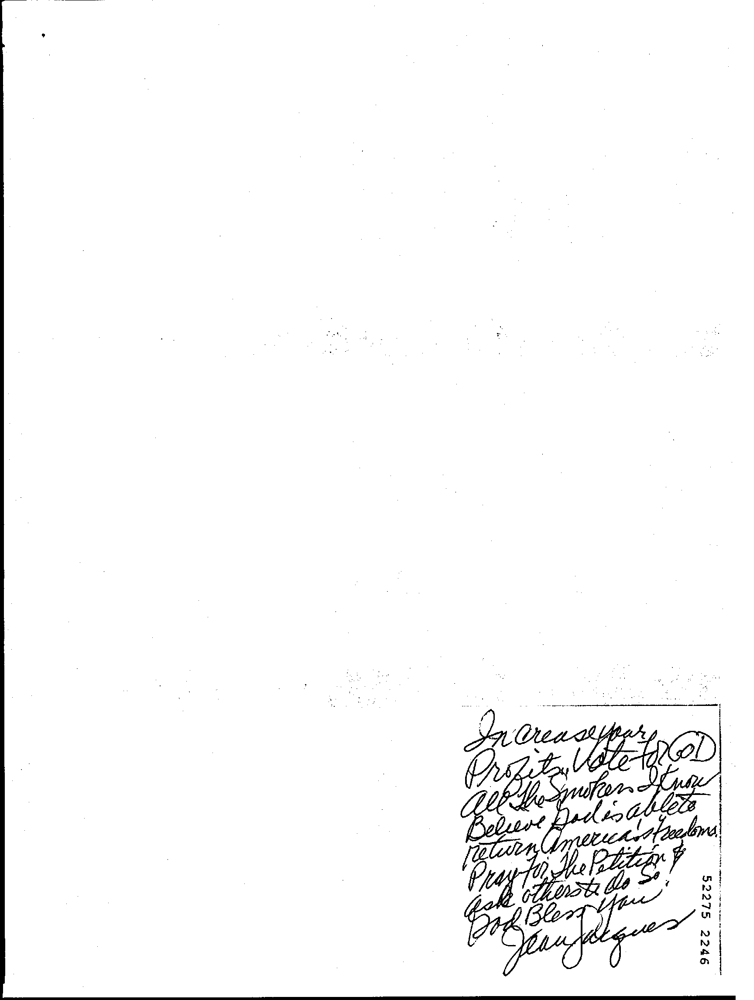 Increase your
Profits, Vote for GOD
All The Smokers I Know
Believe God is able to
return America's freedoms.
Pray for The Petition &
ask others to do So!
God Bless You!
Jean Jacques
52275 2246